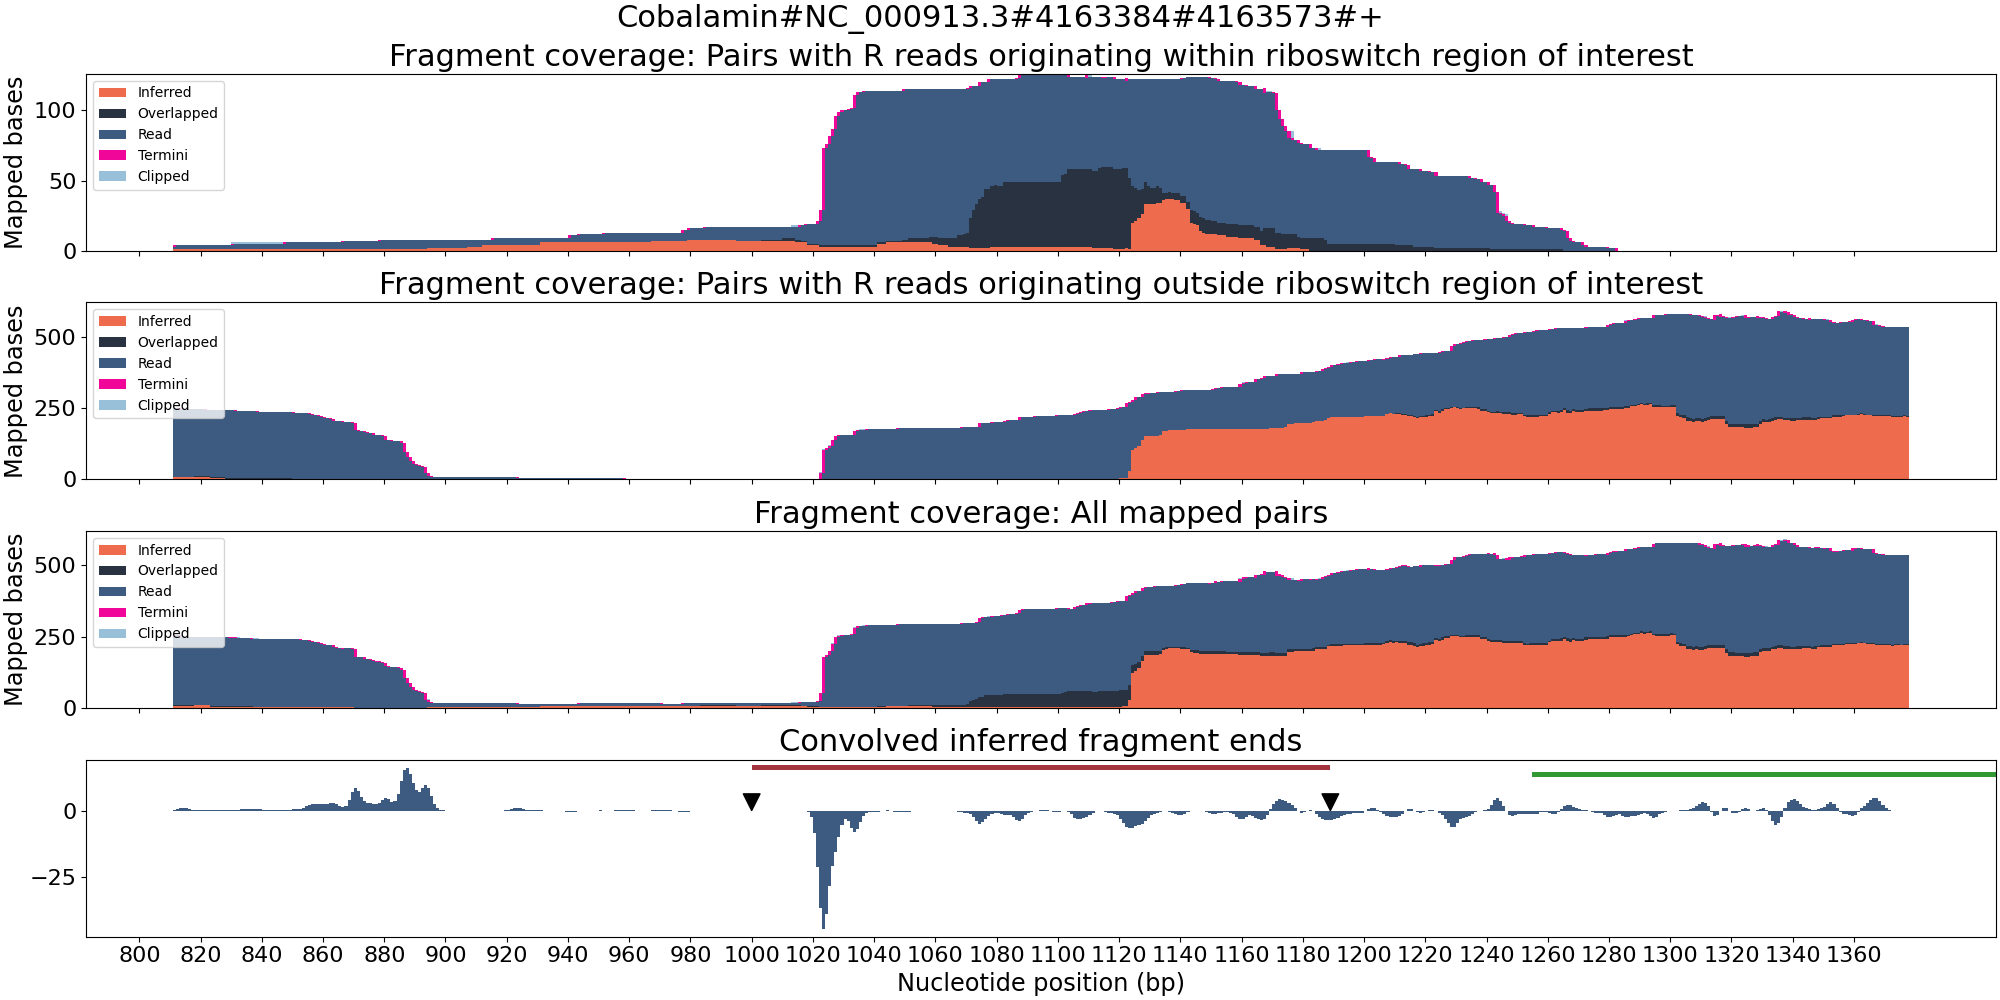 Cobalamin#NC_000913.3#4163384#4163573#+
Fragment coverage: Pairs with R reads originating within riboswitch region of interest
Mapped bases
100
50
0
Inferred
Overlapped
Read
Termini
Clipped
Fragment coverage: Pairs with R reads originating outside riboswitch region of interest
Mapped bases
500
250
0
Inferred
Overlapped
Read
Termini
Clipped
Fragment coverage: All mapped pairs
Mapped bases
500
250
0
Inferred
Overlapped
Read
Termini
Clipped
Convolved inferred fragment ends
0
−25
800 820 840 860 880 900 920 940 960 980 1000 1020 1040 1060 1080 1100 1120 1140 1160 1180 1200 1220 1240 1260 1280 1300 1320 1340 1360
Nucleotide position (bp)